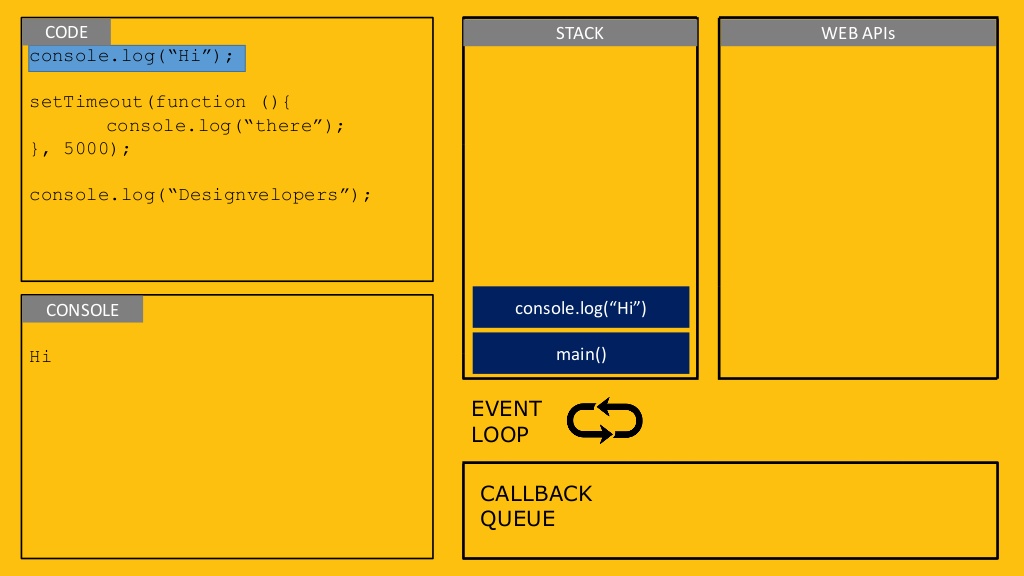 CODE
console.log(“Hi”);
setTimeout(function (){
console.log(“there”);
}, 5000);
console.log(“Designvelopers”);
CONSOLE
Hi
STACK
console.log(“Hi”)
main()
WEB APIs
EVENT
LOOP
CALLBACK
QUEUE